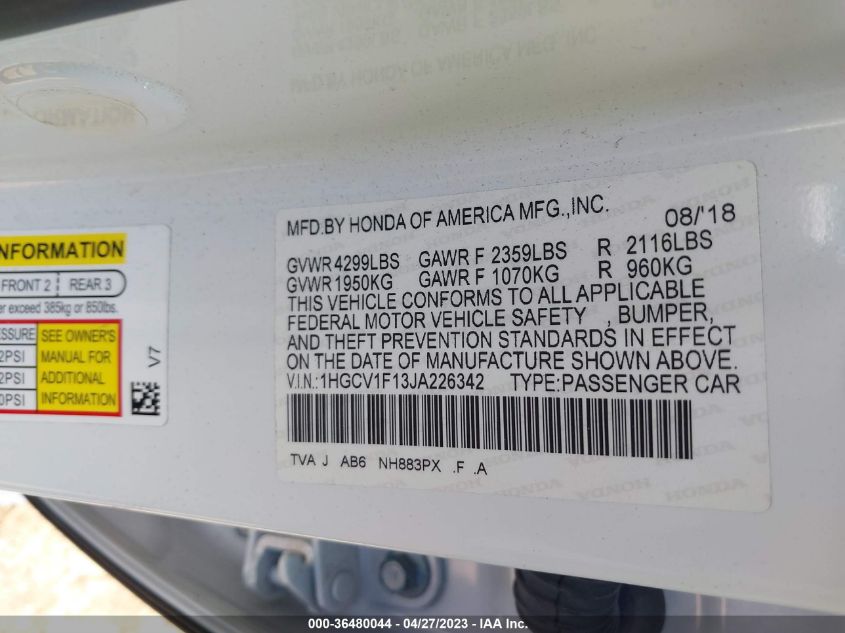 MFD.BY HONDA OF AMERICA MFG.,INC. 08/'18
GVWR 4299LBS GAWR F 2359LBS R 2116LBS
GVWR 1950KG GAWR F 1070KG R 960KG
THIS VEHICLE CONFORMS TO ALL APPLICABLE
FEDERAL MOTOR VEHICLE SAFETY , BUMPER,
AND THEFT PREVENTION STANDARDS IN EFFECT
ON THE DATE OF MANUFACTURE SHOWN ABOVE.
V.I.N.:1HGCV1F13JA226342 TYPE:PASSENGER CAR
TVA J AB6 NH883PX .F .A
INFORMATION
FRONT 2 REAR 3
exceed 385kg or 850lbs.
SEE OWNER'S
MANUAL FOR
ADDITIONAL
INFORMATION
V7
000-36480044 - 04/27/2023 - IAA Inc.